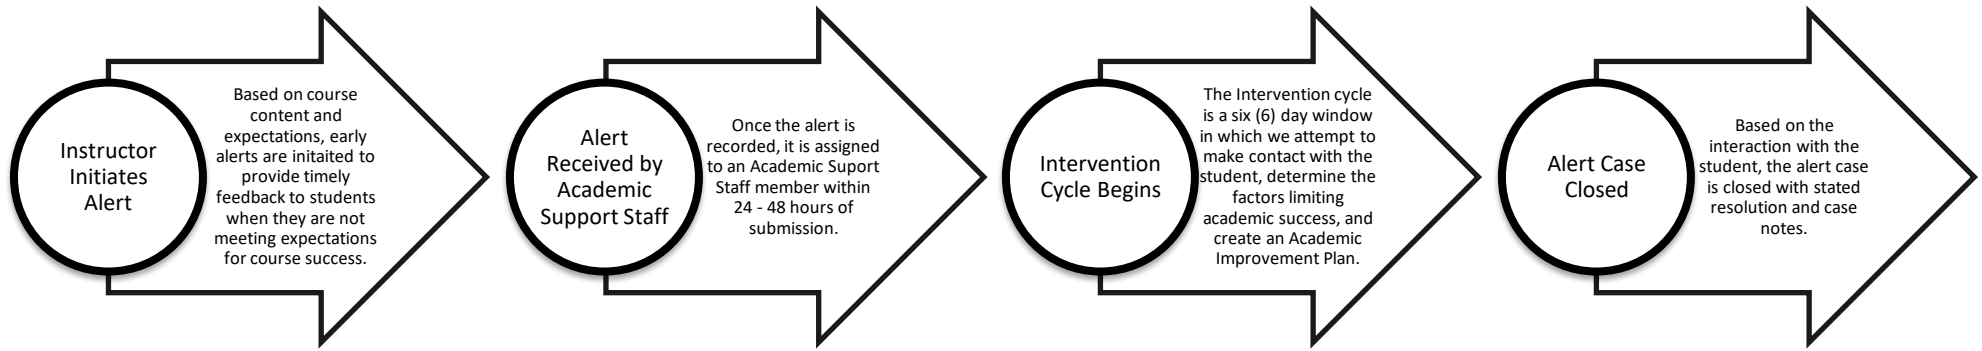 Instructor
Initiates
Alert
Based on course
content and
expectations, early
alerts are initaited to
provide timely
feedback to students
when they are not
meeting expectations
for course success.
Alert
Received by
Academic
Support Staff
Once the alert is
recorded, it is assigned
to an Academic Suport
Staff member within
24 - 48 hours of
submission.
Intervention
Cycle Begins
The Intervention cycle
is a six (6) day window
in which we attempt to
make contact with the
student, determine the
factors limiting
academic success, and
create an Academic
Improvement Plan.
Alert Case
Closed
Based on the
interaction with the
student, the alert case
is closed with stated
resolution and case
notes.